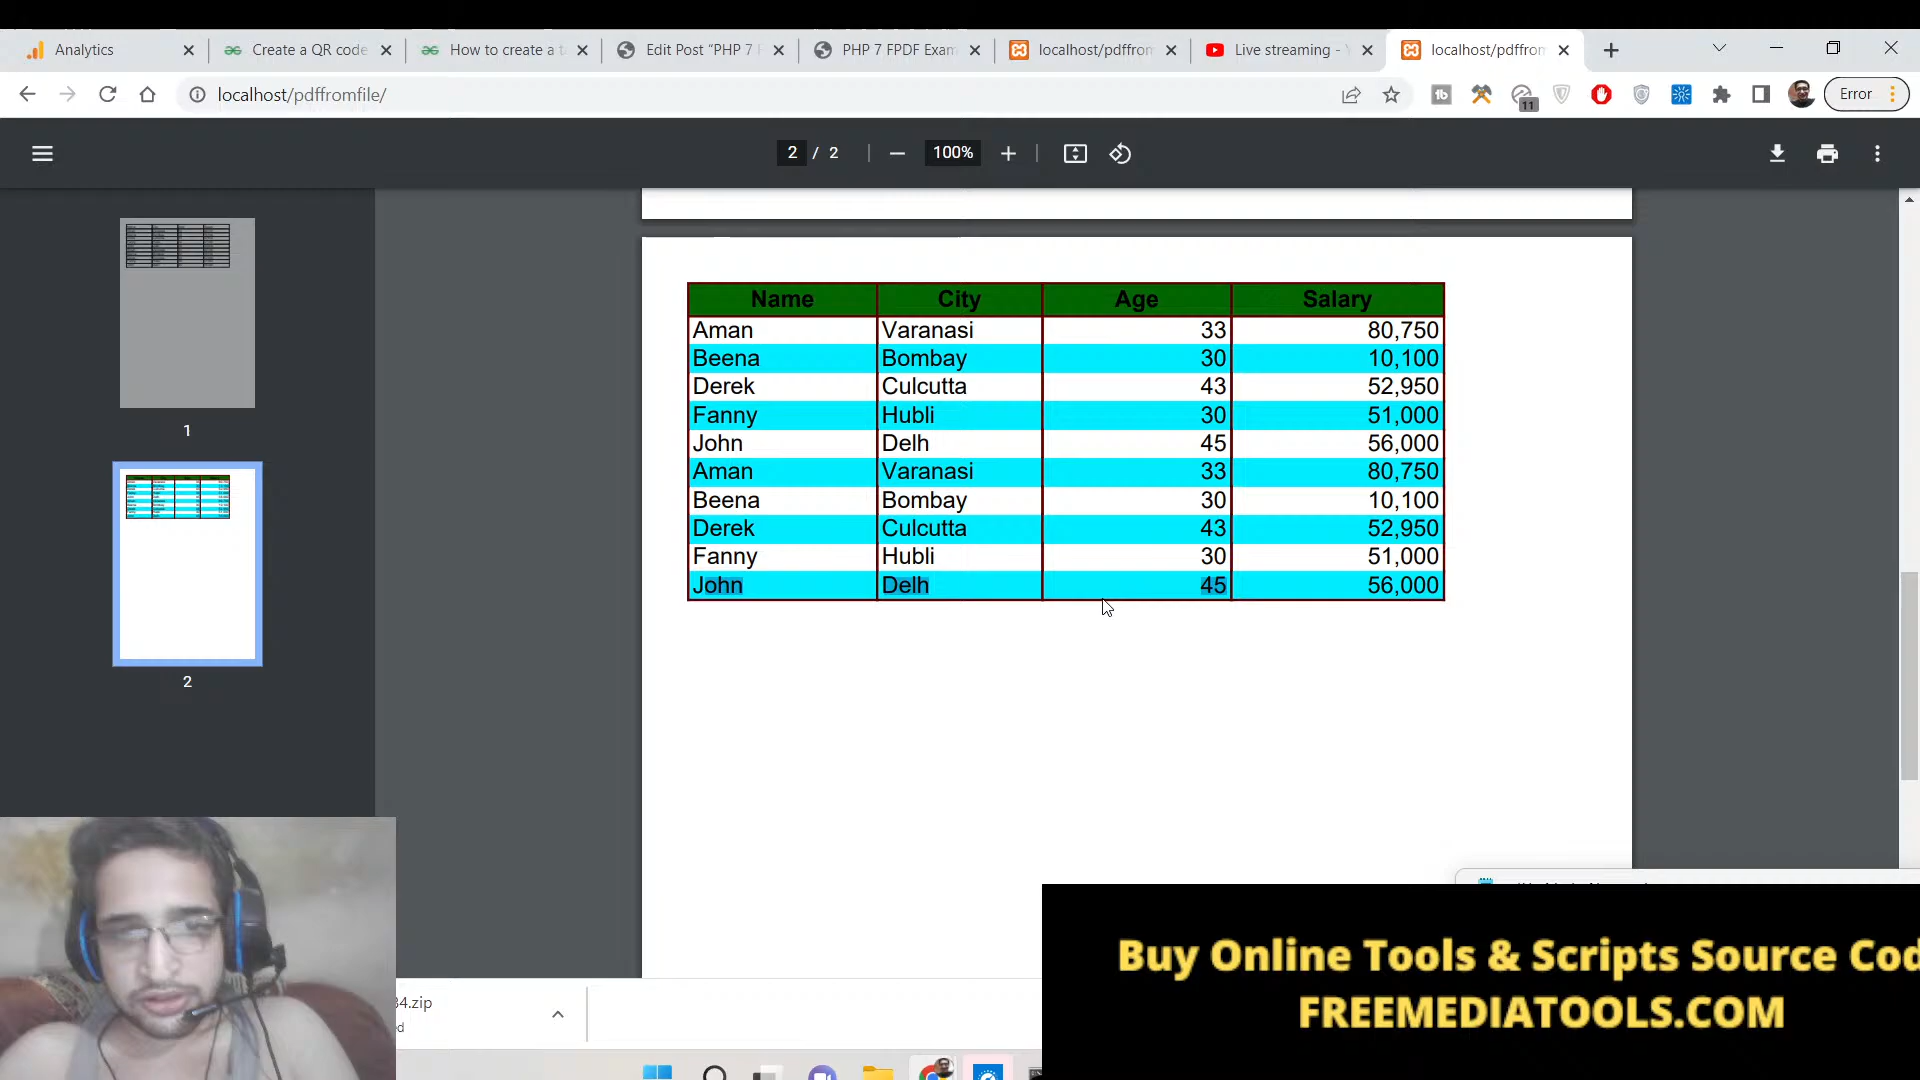 Analytics
Create a QR code
How to create a t
Edit Post “PHP 7 F
PHP 7 FPDF Exam
localhost/pdffrom
Live streaming -
localhost/pdffrom
localhost/pdffromfile/
11
Error
2 / 2
100%
1
2
Name City Age Salary
Aman Varanasi 33 80,750
Beena Bombay 30 10,100
Derek Culcutta 43 52,950
Fanny Hubli 30 51,000
John Delh 45 56,000
Aman Varanasi 33 80,750
Beena Bombay 30 10,100
Derek Culcutta 43 52,950
Fanny Hubli 30 51,000
John Delh 45 56,000
34.zip
ed
Buy Online Tools & Scripts Source Cod
FREEMEDIATOOLS.COM